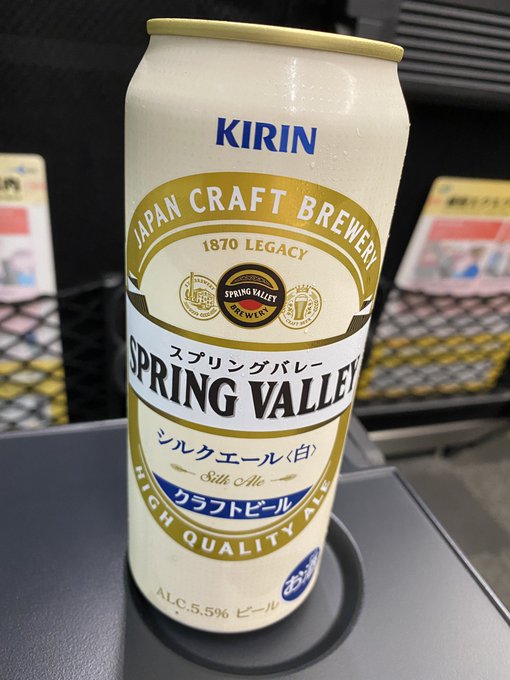 KIRIN
JAPAN CRAFT BREWERY
1870 LEGACY
SPRING VALLEY
BREWERY
スプリングバレー
SPRING VALLEY
シルクエール〈白〉
Silk Ale
クラフトビール
HIGH QUALITY ALE
お酒
ALC.5.5% ビール